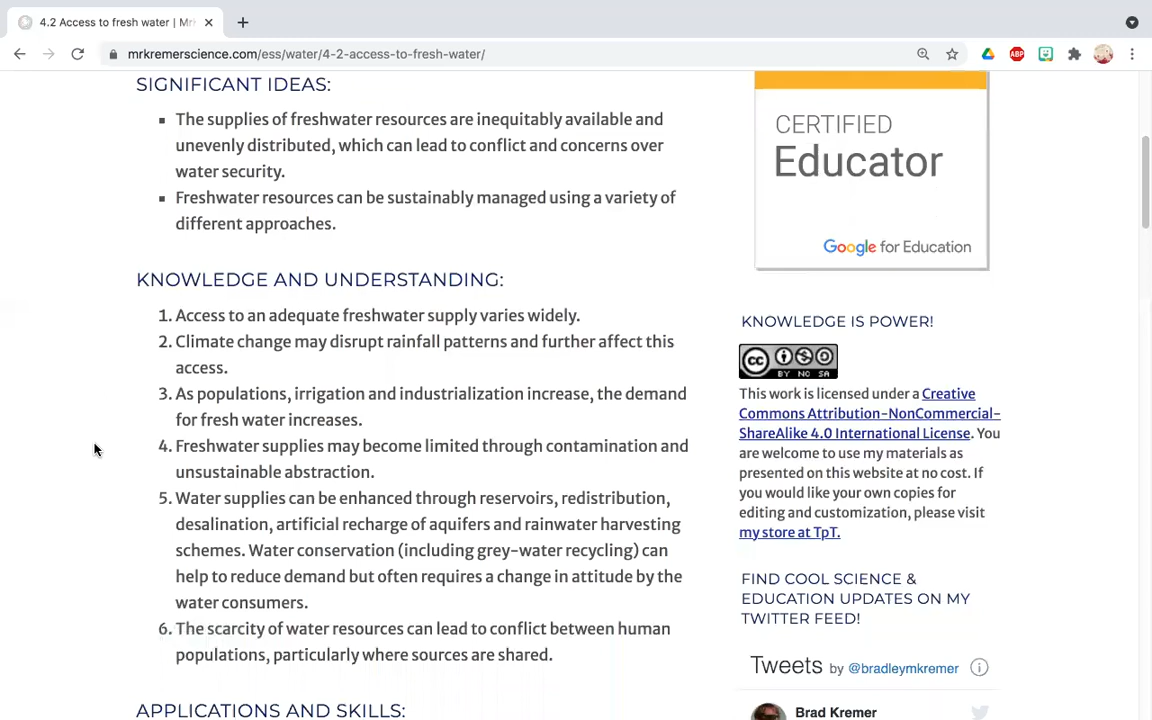 4.2 Access to fresh water | Mrk
mrkremerscience.com/ess/water/4-2-access-to-fresh-water/
ABP
SIGNIFICANT IDEAS:
▪ The supplies of freshwater resources are inequitably available and
unevenly distributed, which can lead to conflict and concerns over
water security.
▪ Freshwater resources can be sustainably managed using a variety of
different approaches.
KNOWLEDGE AND UNDERSTANDING:
1. Access to an adequate freshwater supply varies widely.
2. Climate change may disrupt rainfall patterns and further affect this
access.
3. As populations, irrigation and industrialization increase, the demand
for fresh water increases.
4. Freshwater supplies may become limited through contamination and
unsustainable abstraction.
5. Water supplies can be enhanced through reservoirs, redistribution,
desalination, artificial recharge of aquifers and rainwater harvesting
schemes. Water conservation (including grey-water recycling) can
help to reduce demand but often requires a change in attitude by the
water consumers.
6. The scarcity of water resources can lead to conflict between human
populations, particularly where sources are shared.
APPLICATIONS AND SKILLS:
CERTIFIED
Educator
Google for Education
KNOWLEDGE IS POWER!
cc
BY NC SA
This work is licensed under a Creative
Commons Attribution-NonCommercial-
ShareAlike 4.0 International License. You
are welcome to use my materials as
presented on this website at no cost. If
you would like your own copies for
editing and customization, please visit
my store at TpT.
FIND COOL SCIENCE &
EDUCATION UPDATES ON MY
TWITTER FEED!
Tweets by @bradleymkremer
Brad Kremer